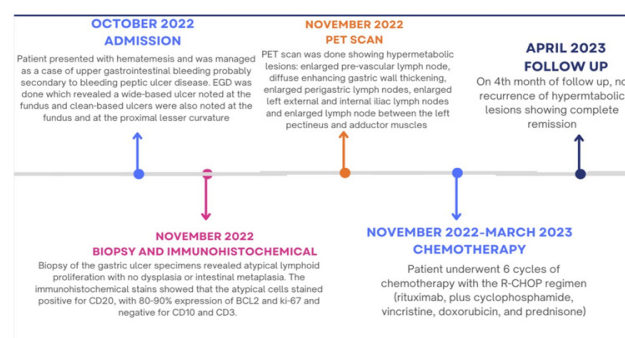 OCTOBER 2022
ADMISSION
Patient presented with hematemesis and was managed
as a case of upper gastrointestinal bleeding probably
secondary to bleeding peptic ulcer disease. EGD was
done which revealed a wide-based ulcer noted at the
fundus and clean-based ulcers were also noted at the
fundus and at the proximal lesser curvature
NOVEMBER 2022
PET SCAN
PET scan was done showing hypermetabolic
lesions: enlarged pre-vascular lymph node,
diffuse enhancing gastric wall thickening,
enlarged perigastric lymph nodes, enlarged
left external and internal iliac lymph nodes
and enlarged lymph node between the left
pectineus and adductor muscles
APRIL 2023
FOLLOW UP
On 4th month of follow up, no
recurrence of hypermtabolic
lesions showing complete
remission
NOVEMBER 2022
BIOPSY AND IMMUNOHISTOCHEMICAL
Biopsy of the gastric ulcer specimens revealed atypical lymphoid
proliferation with no dysplasia or intestinal metaplasia. The
immunohistochemical stains showed that the atypical cells stained
positive for CD20, with 80-90% expression of BCL2 and ki-67 and
negative for CD10 and CD3.
NOVEMBER 2022-MARCH 2023
CHEMOTHERAPY
Patient underwent 6 cycles of
chemotherapy with the R-CHOP regimen
(rituximab, plus cyclophosphamide,
vincristine, doxorubicin, and prednisone)